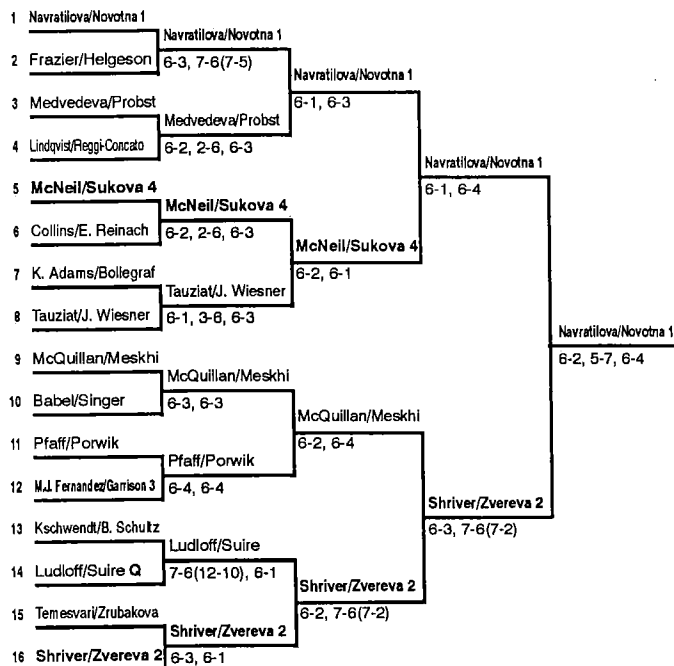 1 Navratilova/Novotna 1
Navratilova/Novotna 1
2 Frazier/Helgeson
6-3, 7-6(7-5)
Navratilova/Novotna 1
6-1, 6-3
3 Medvedeva/Probst
Medvedeva/Probst
4 Lindqvist/Reggi-Concato
6-2, 2-6, 6-3
Navratilova/Novotna 1
6-1, 6-4
5 McNeil/Sukova 4
McNeil/Sukova 4
6 Collins/E. Reinach
6-2, 2-6, 6-3
McNeil/Sukova 4
6-2, 6-1
7 K. Adams/Bollegraf
Tauziat/J. Wiesner
8 Tauziat/J. Wiesner
6-1, 3-6, 6-3
Navratilova/Novotna 1
6-2, 5-7, 6-4
9 McQuillan/Meskhi
McQuillan/Meskhi
10 Babel/Singer
6-3, 6-3
McQuillan/Meskhi
6-2, 6-4
11 Pfaff/Porwik
Pfaff/Porwik
12 M.J. Fernandez/Garrison 3
6-4, 6-4
Shriver/Zvereva 2
6-3, 7-6(7-2)
13 Kschwendt/B. Schultz
Ludloff/Suire
14 Ludloff/Suire Q
7-6(12-10), 6-1
Shriver/Zvereva 2
6-2, 7-6(7-2)
15 Temesvari/Zrubakova
Shriver/Zvereva 2
16 Shriver/Zvereva 2
6-3, 6-1